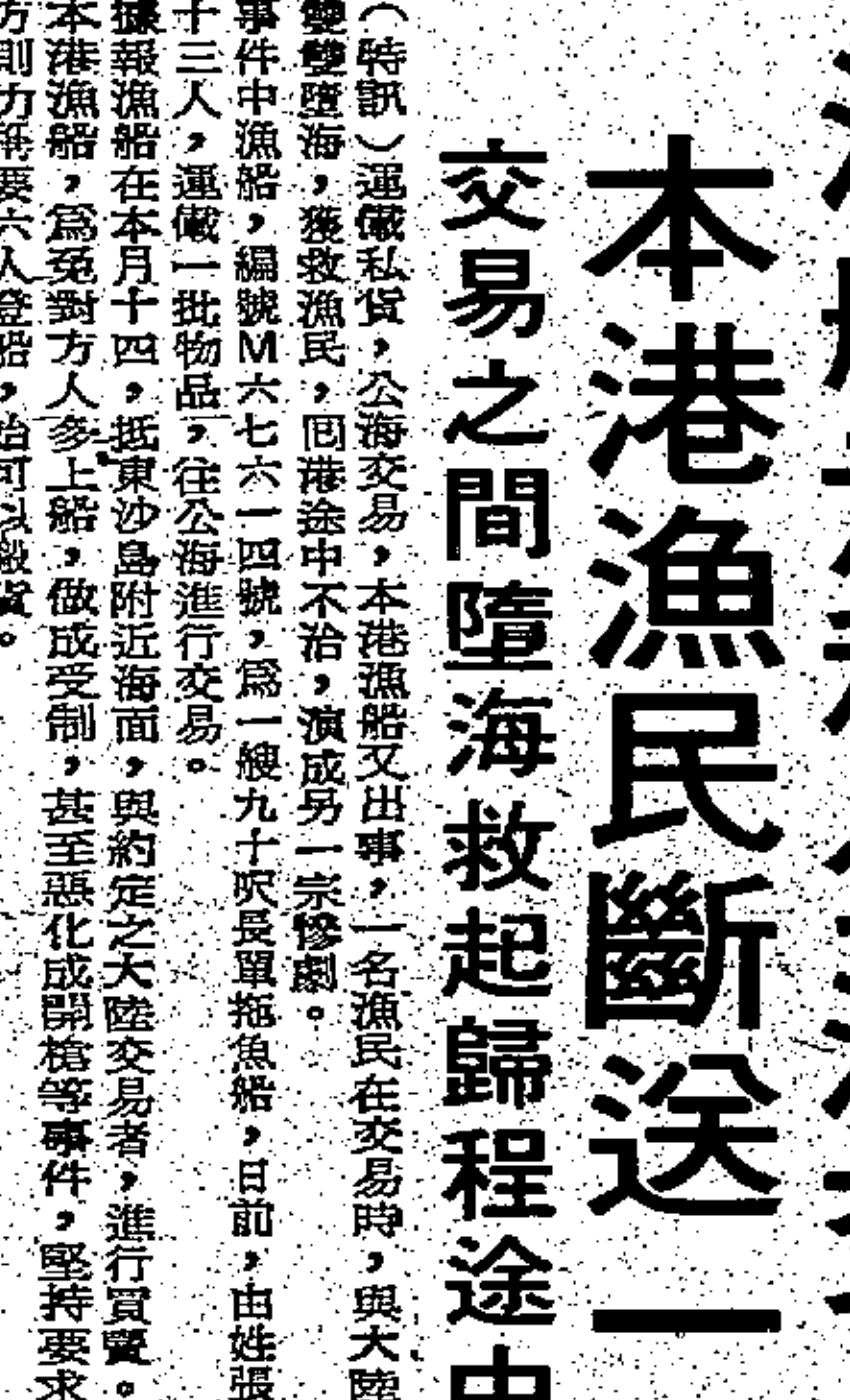 本港漁民斷送一
交易之間墮海救起歸程途中
（特訊）運儎私貨，公海交易，本港漁船又出事，一名漁民在交易時，與大陸
雙雙墮海，獲救漁民，囘港途中不治，演成另一宗慘劇。
事件中漁船，編號M六七六一四號，爲一艘九十呎長單拖魚船，日前，由姓張
十三人，運儎一批物品，往公海進行交易。
據報漁船在本月十四，抵東沙島附近海面，與約定之大陸交易者，進行買賣。
本港漁船，爲免對方人多上船，做成受制，甚至惡化成開槍等事件，堅持要求
方則力稱要六人登船，始可以般貨。